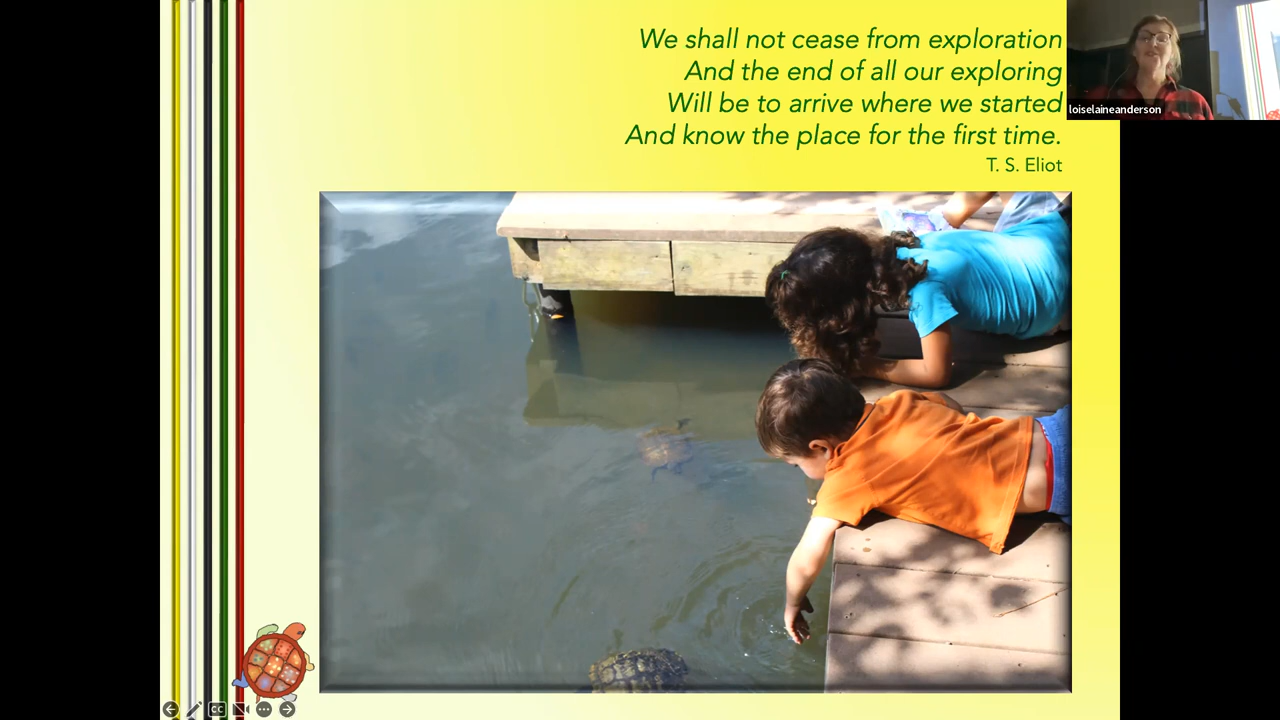 We shall not cease from exploration
And the end of all our exploring
Will be to arrive where we started
And know the place for the first time.
T. S. Eliot
loiselaineanderson
CC